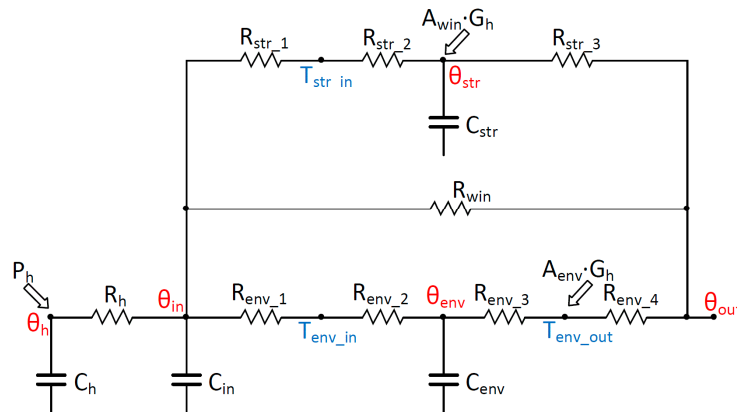 A_win·G_h
R_str_1
R_str_2
R_str_3
T_str_in
θ_str
C_str
R_win
P_h
A_env·G_h
R_h
θ_in
R_env_1
R_env_2
θ_env
R_env_3
R_env_4
θ_out
θ_h
T_env_in
T_env_out
C_h
C_in
C_env